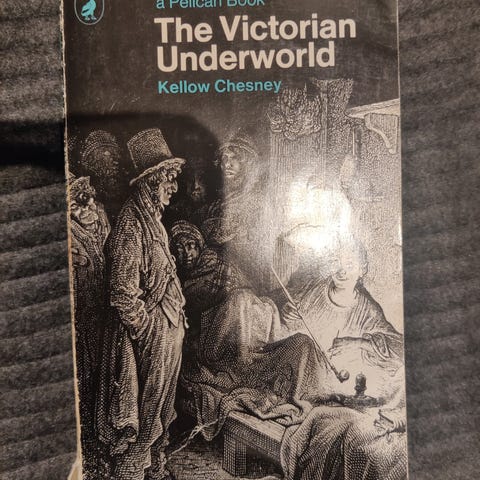 a Pelican Book
The Victorian
Underworld
Kellow Chesney